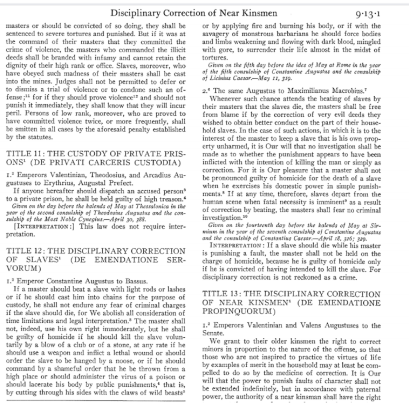 Disciplinary Correction of Near Kinsmen 9-13-1
masters or should be convicted of so doing, they shall be
sentenced to severe tortures and punished. But if it was at
the command of their masters that they committed the
crime of violence, the masters who commanded the illicit
deeds shall be branded with infamy and cannot retain the
dignity of their high rank or office. Slaves, moreover, who
have obeyed such madness of their masters shall be cast
into the mines. Judges shall not be permitted to defer or
to dismiss a trial of violence or to condone such an of-
fense; for if they should prove violence and should not
punish it immediately, they shall know that they will incur
peril. Persons of low rank, moreover, who are proved to
have committed violence twice, or more frequently, shall
be smitten in all cases by the aforesaid penalty established
by the statutes.
TITLE 11: THE CUSTODY OF PRIVATE PRIS-
ONS¹ (DE PRIVATI CARCERIS CUSTODIA)
1. Emperors Valentinian, Theodosius, and Arcadius Au-
gustuses to Erythrius, Augustal Prefect.
If anyone hereafter should dispatch an accused person
to a private prison, he shall be held guilty of high treason.
Given on the day before the kalends of May at Thessalonica in the
year of the second consulship of Theodosius Augustus and the con-
sulship of the Most Noble Cynegius—April 30, 388.
[INTERPRETATION:] This law does not require inter-
pretation.
TITLE 12: THE DISCIPLINARY CORRECTION
OF SLAVES¹ (DE EMENDATIONE SER-
VORUM)
1. Emperor Constantine Augustus to Bassus.
If a master should beat a slave with light rods or lashes
or if he should cast him into chains for the purpose of
custody, he shall not endure any fear of criminal charges
if the slave should die, for We abolish all consideration of
time limitations and legal interpretation. The master shall
not, indeed, use his own right immoderately, but he shall
be guilty of homicide if he should kill the slave volun-
tarily by a blow of a club or of a stone, at any rate if he
should use a weapon and inflict a lethal wound or should
order the slave to be hanged by a noose, or if he should
command by a shameful order that he be thrown from a
high place or should administer the virus of a poison or
should lacerate his body by public punishments, that is,
by cutting through his sides with the claws of wild beasts
or by applying fire and burning his body, or if with the
savagery of monstrous barbarians he should force bodies
and limbs weakening and flowing with dark blood, mingled
with gore, to surrender their life almost in the midst of
tortures.
Given on the fifth day before the ides of May at Rome in the year
of the fifth consulship of Constantine Augustus and the consulship
of Licinius Caesar—May 11, 319.
2. The same Augustus to Maximilianus Macrobius.
Whenever such chance attends the beating of slaves by
their masters that the slaves die, the masters shall be free
from blame if by the correction of very evil deeds they
wished to obtain better conduct on the part of their house-
hold slaves. In the case of such actions, in which it is to the
interest of the master to keep a slave that is his own prop-
erty unharmed, it is Our will that no investigation shall be
made as to whether the punishment appears to have been
inflicted with the intention of killing the man or simply as
correction. For it is Our pleasure that a master shall not
be pronounced guilty of homicide for the death of a slave
when he exercises his domestic power in simple punish-
ments. If at any time, therefore, slaves depart from the
human scene when fatal necessity is imminent as a result
of correction by beating, the masters shall fear no criminal
investigation.
Given on the fourteenth day before the kalends of May at Sir-
mium in the year of the seventh consulship of Constantine Augustus
and the consulship of Constantius Caesar.—April 18, 326; 329.
INTERPRETATION: If a slave should die while his master
is punishing a fault, the master shall not be held on the
charge of homicide, because he is guilty of homicide only
if he is convicted of having intended to kill the slave. For
disciplinary correction is not reckoned as a crime.
TITLE 13: THE DISCIPLINARY CORRECTION
OF NEAR KINSMEN¹ (DE EMENDATIONE
PROPINQUORUM)
1. Emperors Valentinian and Valens Augustuses to the
Senate.
We grant to their elder kinsmen the right to correct
minors in proportion to the nature of the offense, so that
those who are not inspired to practice the virtues of life
by examples of merit in the household may at least be com-
pelled to do so by the medicine of correction. It is Our
will that the power to punish faults of character shall not
be extended indefinitely, but in accordance with paternal
power, the authority of a near kinsman shall have the right